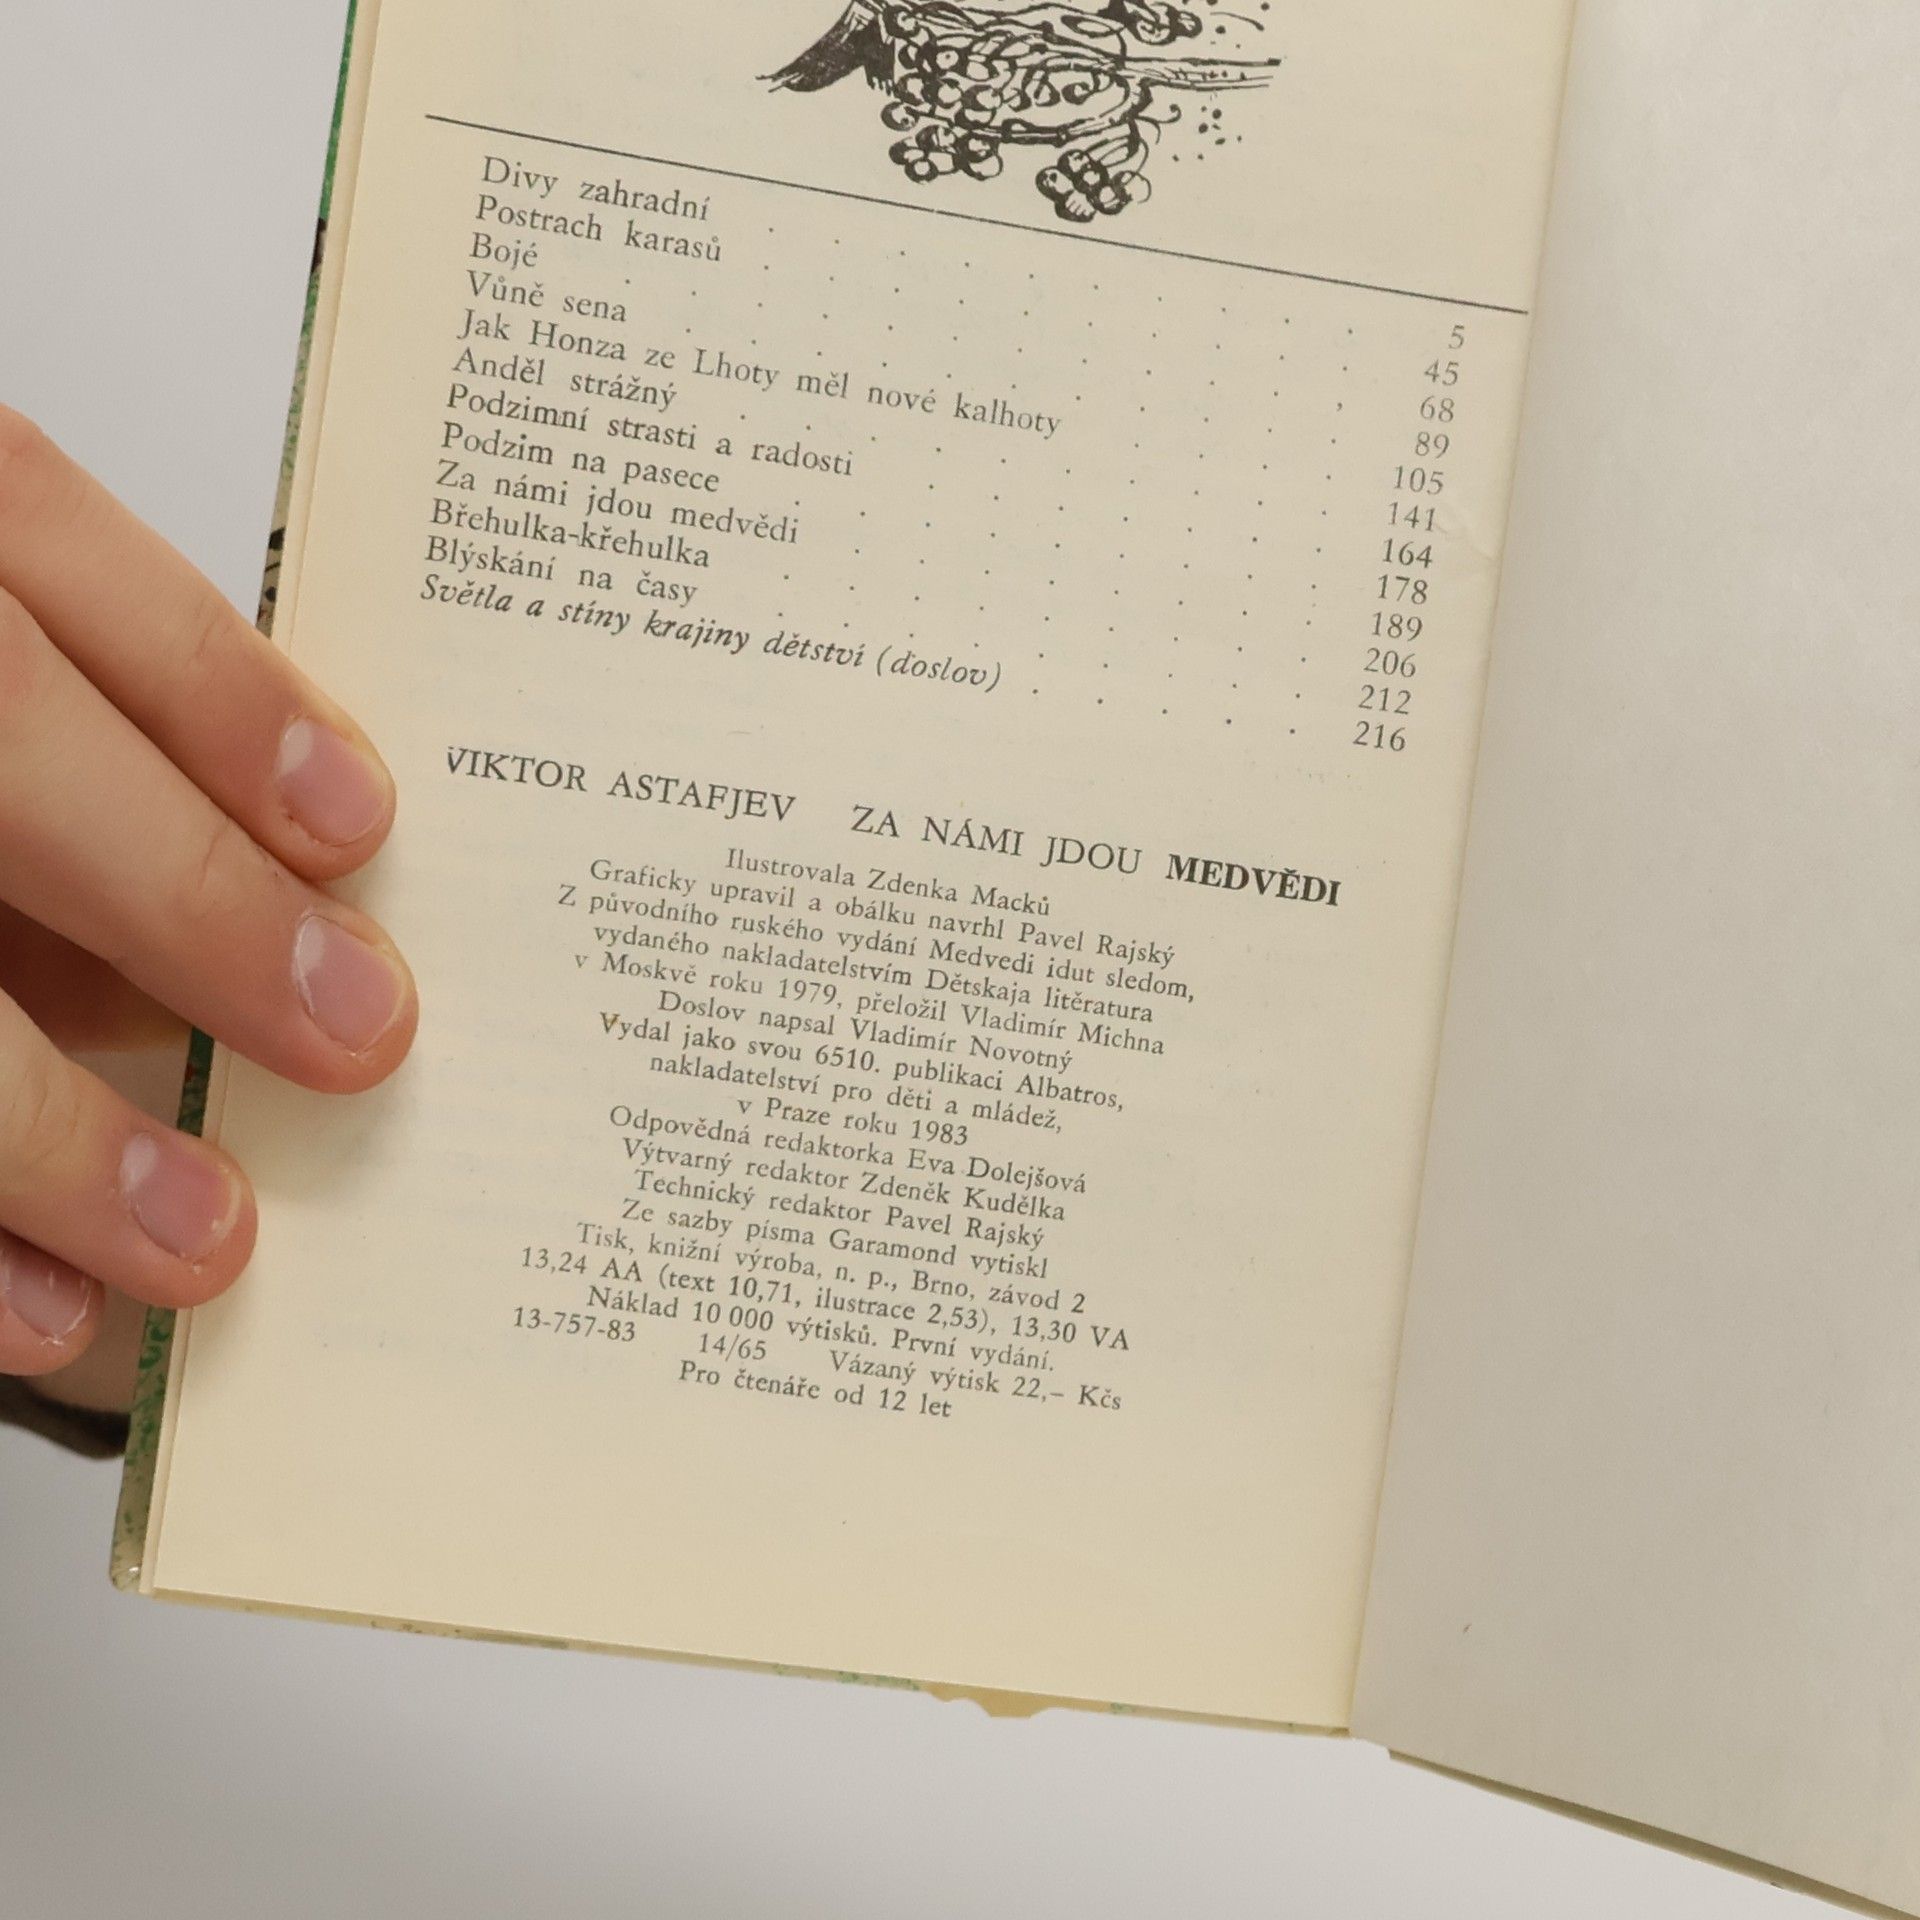 Divy zahradní . . . . . . . . . . 5
Postrach karasů . . . . . . . . . . 45
Bojé . . . . . . . . . . . , 68
Vůně sena . . . . . . . . . . . 89
Jak Honza ze Lhoty měl nové kalhoty . . . . . 105
Anděl strážný . . . . . . . . . . 141
Podzimní strasti a radosti . . . . . . . 164
Podzim na pasece . . . . . . . . . 178
Za námi jdou medvědi . . . . . . . . 189
Břehulka-křehulka . . . . . . . . . 206
Blýskání na časy . . . . . . . . . 212
Světla a stíny krajiny dětství (doslov) . . . . . 216
VIKTOR ASTAFJEV ZA NÁMI JDOU MEDVĚDI
Ilustrovala Zdenka Macků
Graficky upravil a obálku navrhl Pavel Rajský
Z původního ruského vydání Medvedi idut sledom,
vydaného nakladatelstvím Dětskaja litěratura
v Moskvě roku 1979, přeložil Vladimír Michna
Doslov napsal Vladimír Novotný
Vydal jako svou 6510. publikaci Albatros,
nakladatelství pro děti a mládež,
v Praze roku 1983
Odpovědná redaktorka Eva Dolejšová
Výtvarný redaktor Zdeněk Kudělka
Technický redaktor Pavel Rajský
Ze sazby písma Garamond vytiskl
Tisk, knižní výroba, n. p., Brno, závod 2
13,24 AA (text 10,71, ilustrace 2,53), 13,30 VA
Náklad 10 000 výtisků. První vydání.
13-757-83 14/65 Vázaný výtisk 22,– Kčs
Pro čtenáře od 12 let